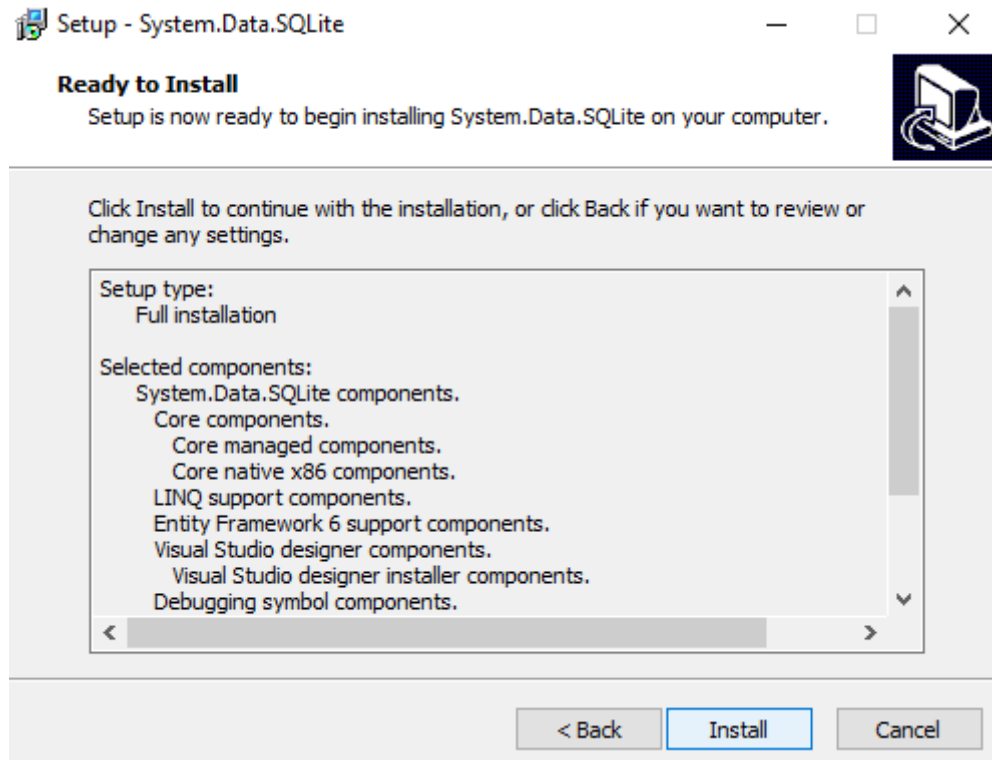 Setup - System.Data.SQLite
Ready to Install
Setup is now ready to begin installing System.Data.SQLite on your computer.
Click Install to continue with the installation, or click Back if you want to review or
change any settings.
Setup type:
Full installation
Selected components:
System.Data.SQLite components.
Core components.
Core managed components.
Core native x86 components.
LINQ support components.
Entity Framework 6 support components.
Visual Studio designer components.
Visual Studio designer installer components.
Debugging symbol components.
< Back Install Cancel